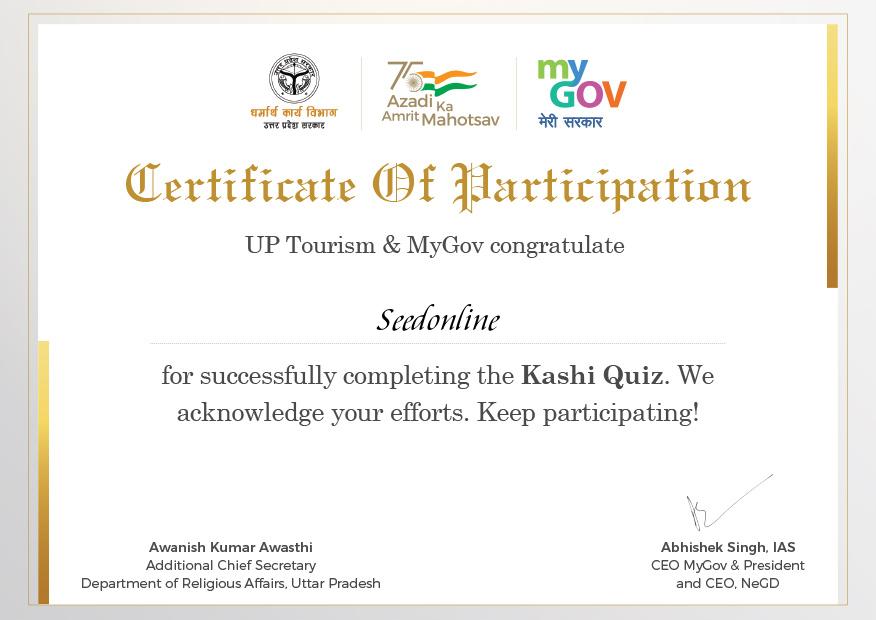 उत्तर प्रदेश सरकार
धर्मार्थ कार्य विभाग
उत्तर प्रदेश सरकार
75
Azadi Ka
Amrit Mahotsav
my
GOV
मेरी सरकार
Certificate Of Participation
UP Tourism & MyGov congratulate
Seedonline
for successfully completing the Kashi Quiz. We
acknowledge your efforts. Keep participating!
Awanish Kumar Awasthi
Additional Chief Secretary
Department of Religious Affairs, Uttar Pradesh
Abhishek Singh, IAS
CEO MyGov & President
and CEO, NeGD